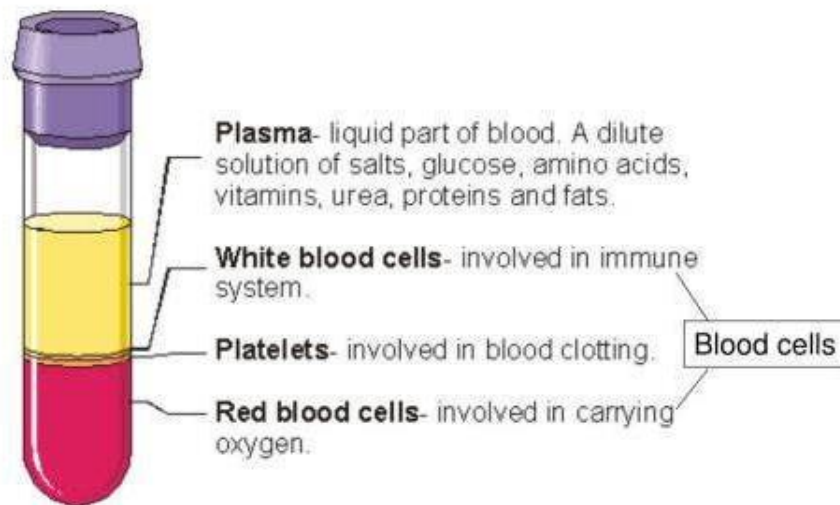 Plasma- liquid part of blood. A dilute
solution of salts, glucose, amino acids,
vitamins, urea, proteins and fats.
White blood cells- involved in immune
system.
Platelets- involved in blood clotting.
Red blood cells- involved in carrying
oxygen.
Blood cells